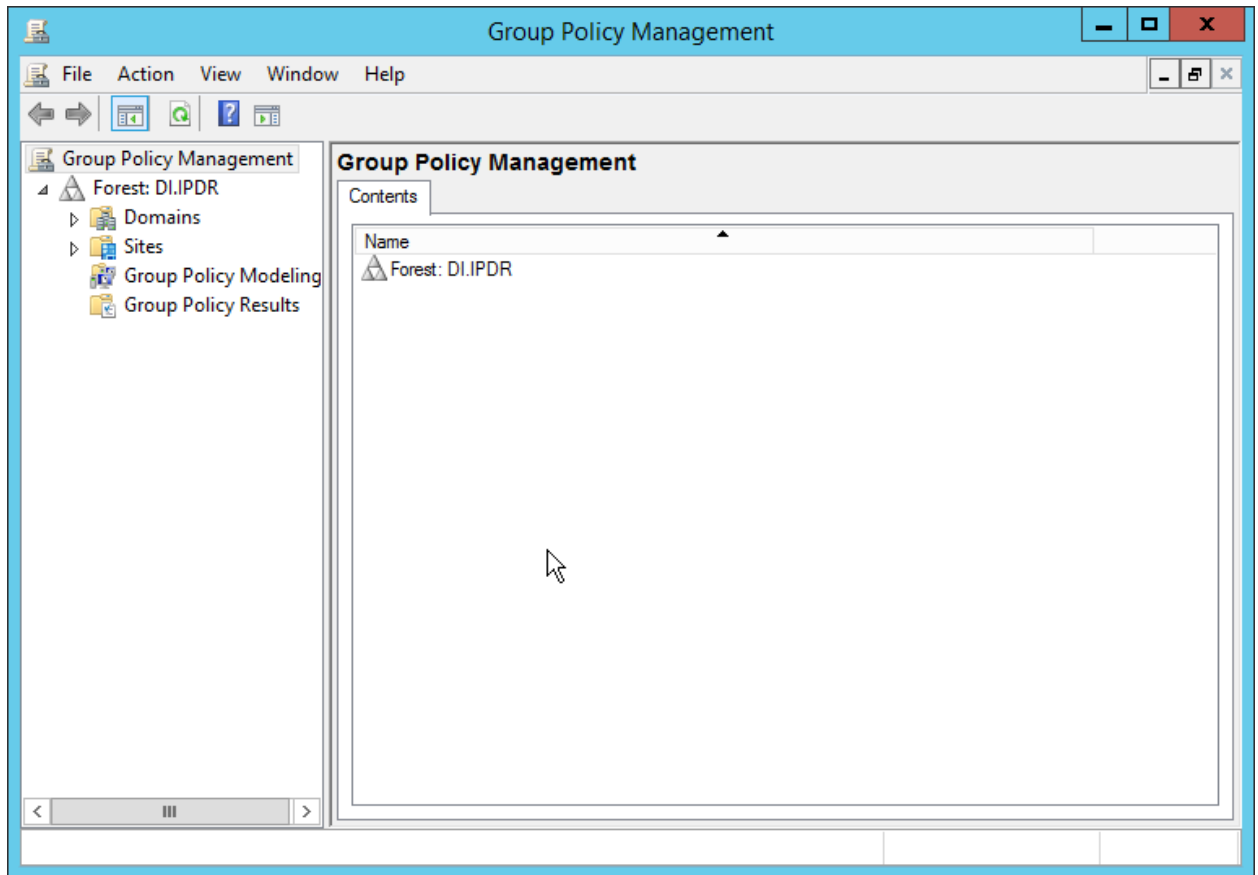 Group Policy Management
File Action View Window Help
Group Policy Management
Forest: DI.IPDR
Domains
Sites
Group Policy Modeling
Group Policy Results
Group Policy Management
Contents
Name
Forest: DI.IPDR